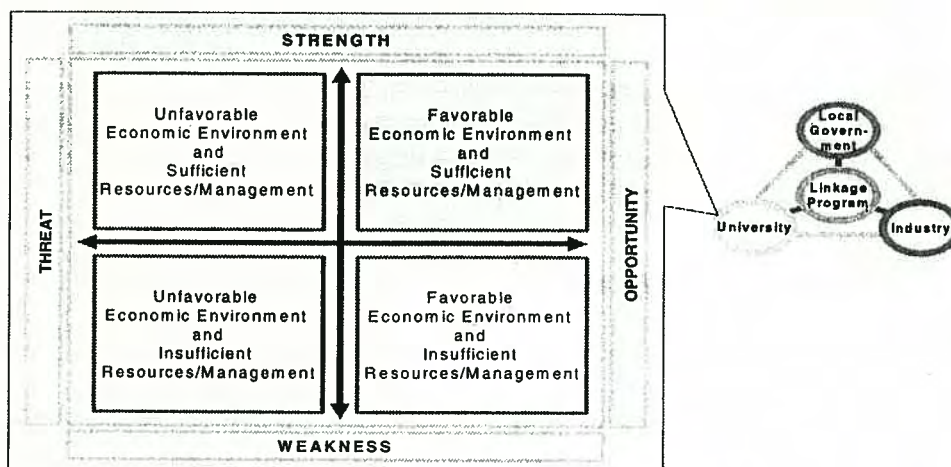 STRENGTH
THREAT
Unfavorable
Economic Environment
and
Sufficient
Resources/Management
Favorable
Economic Environment
and
Sufficient
Resources/Management
Unfavorable
Economic Environment
and
Insufficient
Resources/Management
Favorable
Economic Environment
and
Insufficient
Resources/Management
OPPORTUNITY
WEAKNESS
Local
Govern-
ment
Linkage
Program
University
Industry